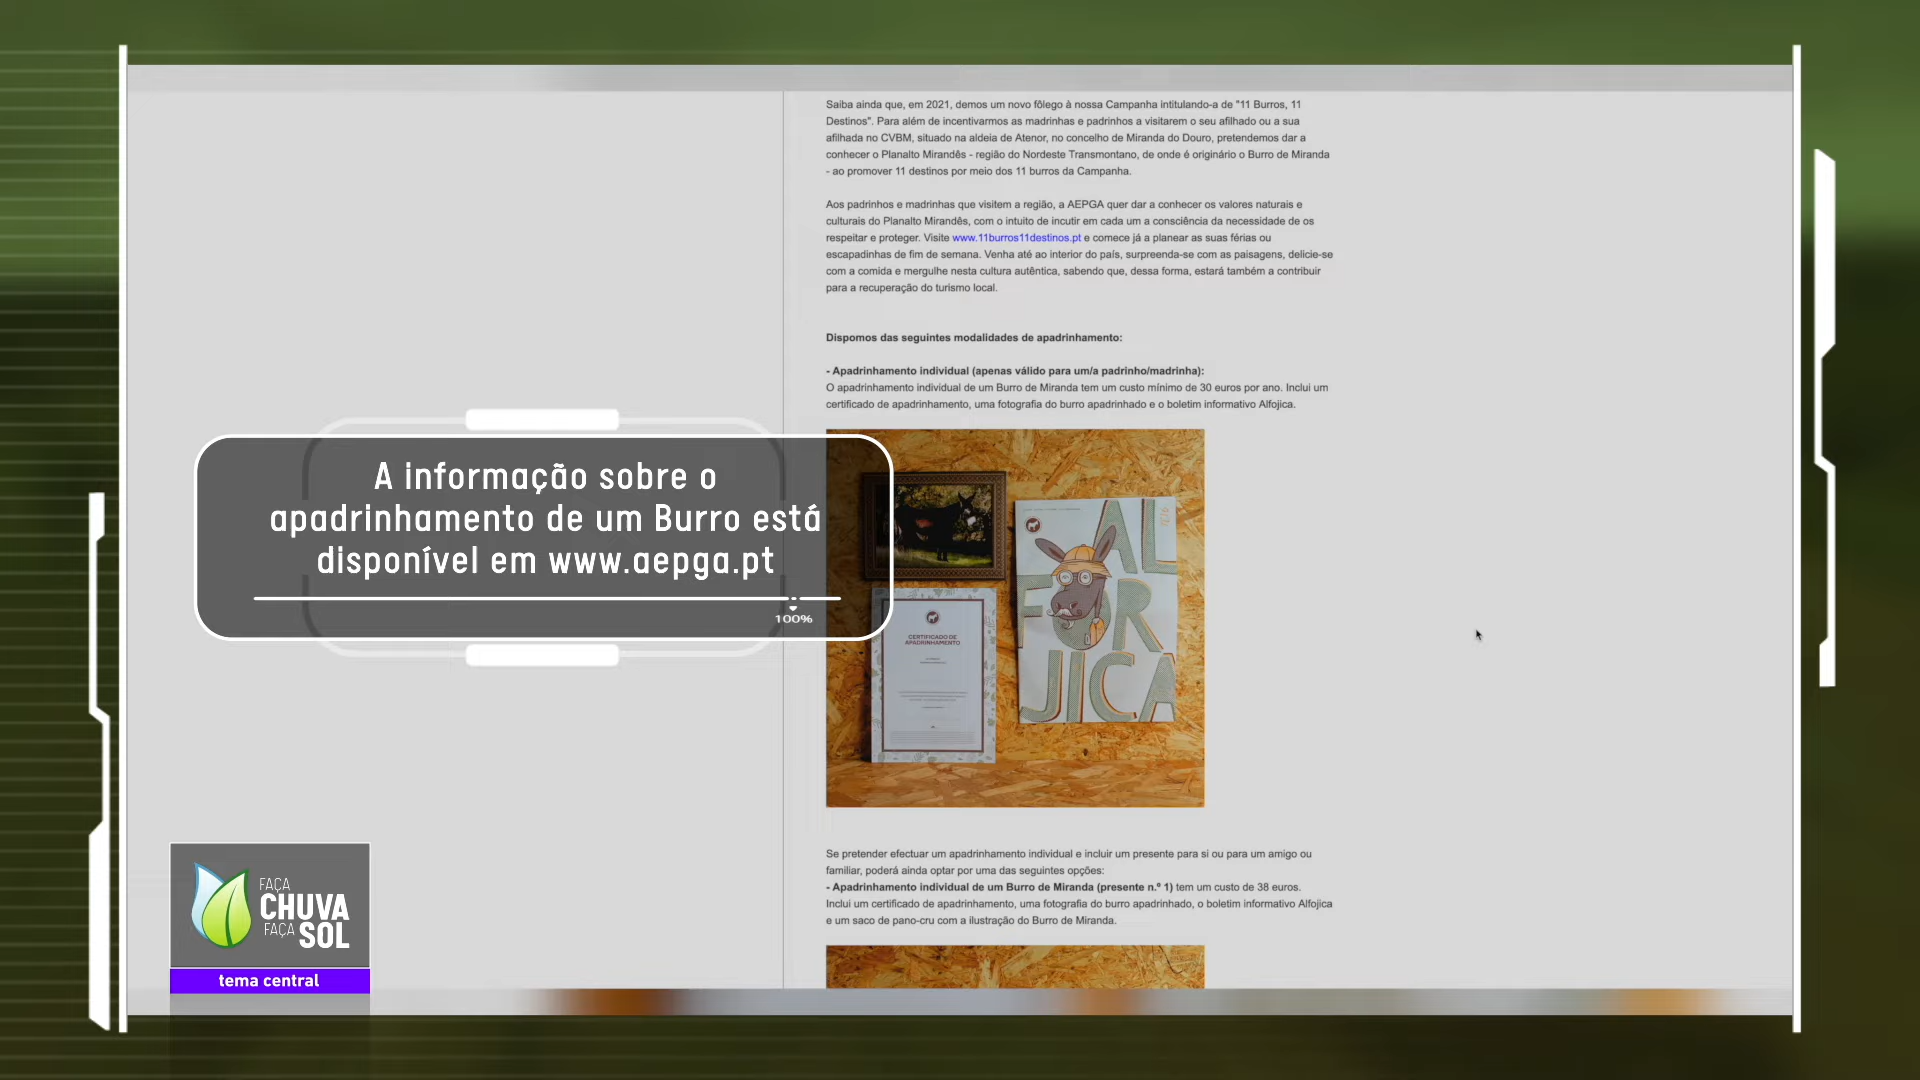 Saiba ainda que, em 2021, demos um novo fôlego à nossa Campanha intitulando-a de "11 Burros, 11
Destinos". Para além de incentivarmos as madrinhas e padrinhos a visitarem o seu afilhado ou a sua
afilhada no CVBM, situado na aldeia de Atenor, no concelho de Miranda do Douro, pretendemos dar a
conhecer o Planalto Mirandês - região do Nordeste Transmontano, de onde é originário o Burro de Miranda
- ao promover 11 destinos por meio dos 11 burros da Campanha.
Aos padrinhos e madrinhas que visitem a região, a AEPGA quer dar a conhecer os valores naturais e
culturais do Planalto Mirandês, com o intuito de incutir em cada um a consciência da necessidade de os
respeitar e proteger. Visite www.11burros11destinos.pt e comece já a planear as suas férias ou
escapadinhas de fim de semana. Venha até ao interior do país, surpreenda-se com as paisagens, delicie-se
com a comida e mergulhe nesta cultura autêntica, sabendo que, dessa forma, estará também a contribuir
para a recuperação do turismo local.
Dispomos das seguintes modalidades de apadrinhamento:
- Apadrinhamento individual (apenas válido para um/a padrinho/madrinha):
O apadrinhamento individual de um Burro de Miranda tem um custo mínimo de 30 euros por ano. Inclui um
certificado de apadrinhamento, uma fotografia do burro apadrinhado e o boletim informativo Alfojica.
A informação sobre o
apadrinhamento de um Burro está
disponível em www.aepga.pt
100%
AL
FOR
JICA
CERTIFICADO DE
APADRINHAMENTO
Se pretender efectuar um apadrinhamento individual e incluir um presente para si ou para um amigo ou
familiar, poderá ainda optar por uma das seguintes opções:
- Apadrinhamento individual de um Burro de Miranda (presente n.º 1) tem um custo de 38 euros.
Inclui um certificado de apadrinhamento, uma fotografia do burro apadrinhado, o boletim informativo Alfojica
e um saco de pano-cru com a ilustração do Burro de Miranda.
FAÇA
CHUVA
FAÇA SOL
tema central